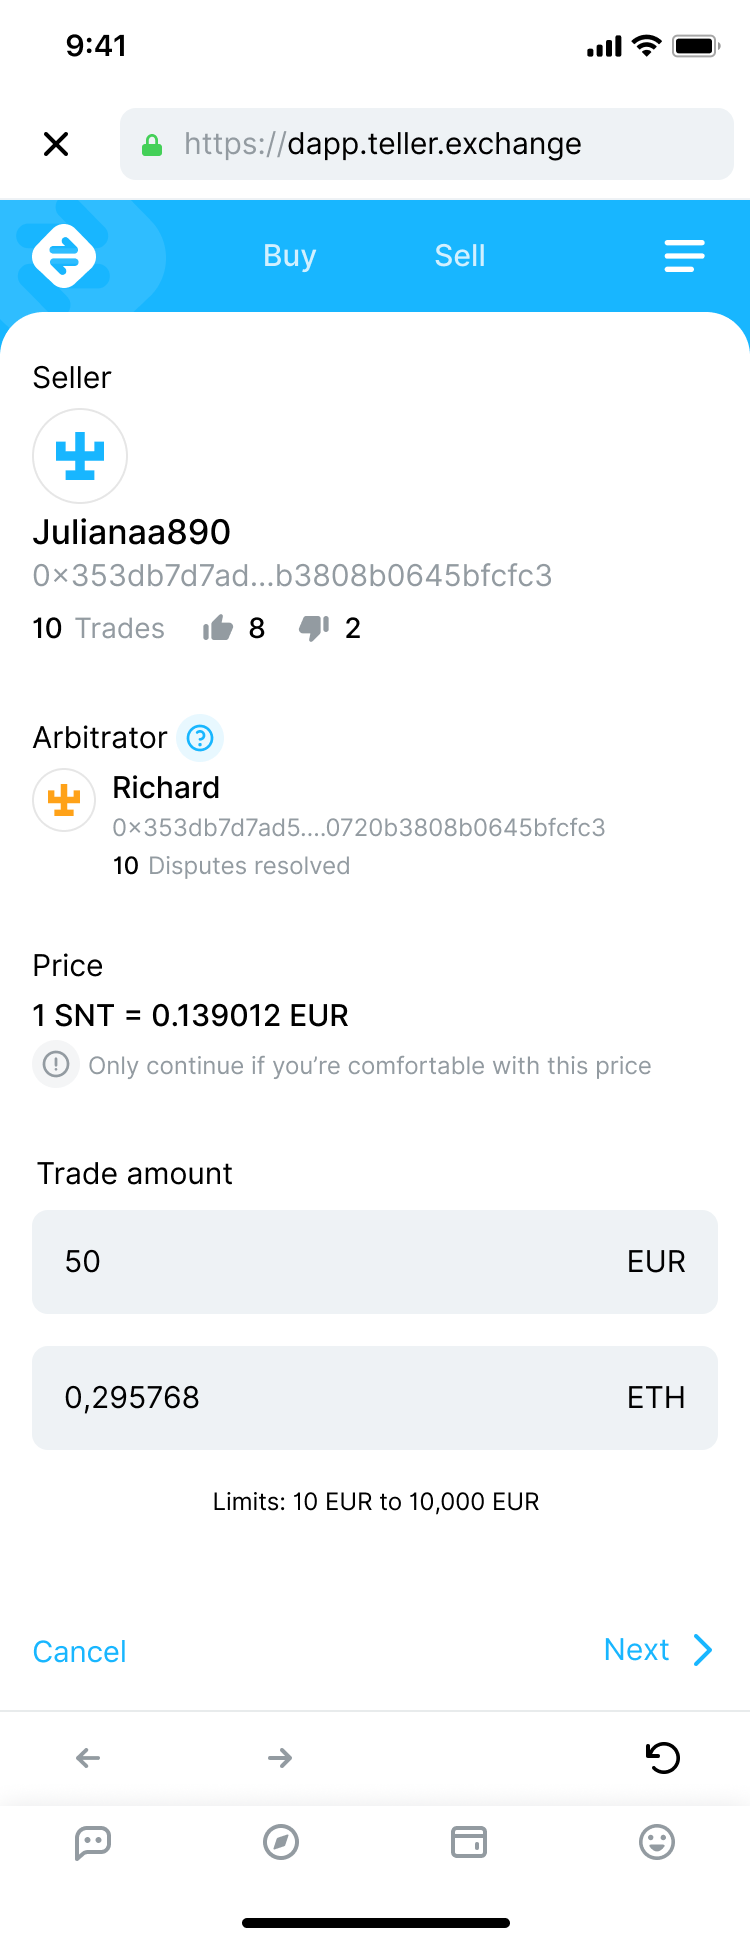 9:41
https://dapp.teller.exchange
Buy Sell
Seller
Julianaa890
0×353db7d7ad...b3808b0645bfcfc3
10 Trades 8 2
Arbitrator
Richard
0×353db7d7ad5....0720b3808b0645bfcfc3
10 Disputes resolved
Price
1 SNT = 0.139012 EUR
Only continue if you’re comfortable with this price
Trade amount
50 EUR
0,295768 ETH
Limits: 10 EUR to 10,000 EUR
Cancel Next